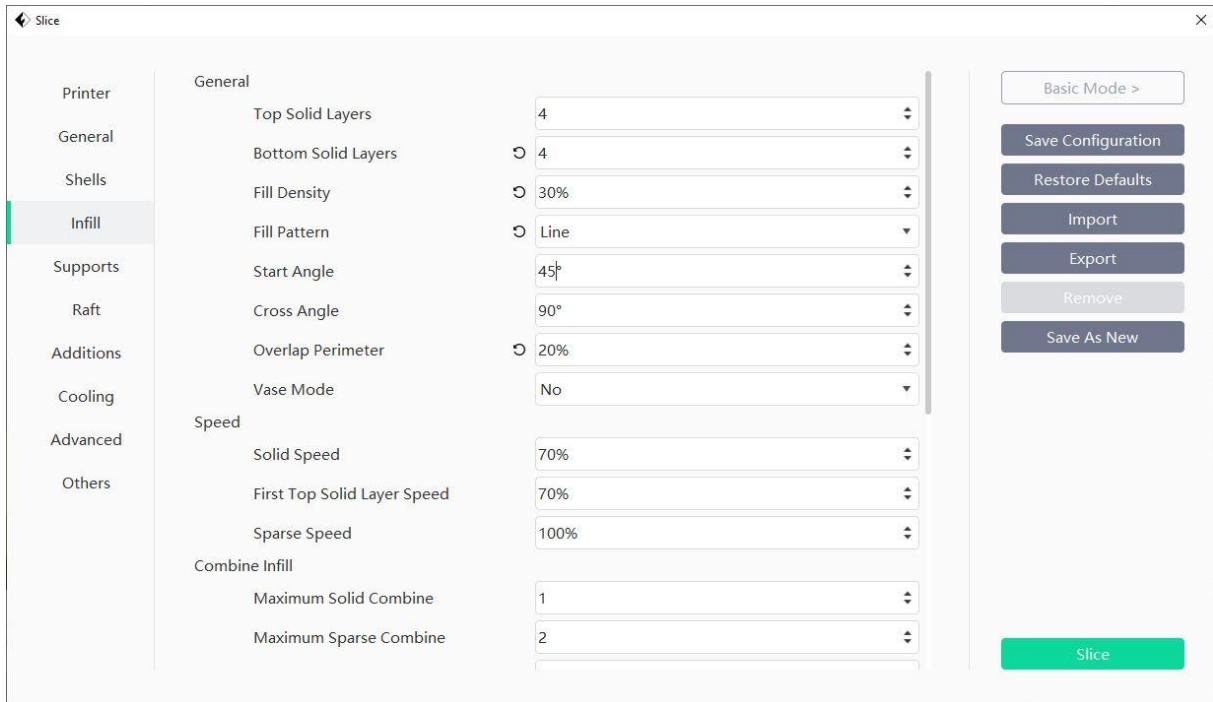 Slice
Printer
General
Shells
Infill
Supports
Raft
Additions
Cooling
Advanced
Others
General
Top Solid Layers 4
Bottom Solid Layers 4
Fill Density 30%
Fill Pattern Line
Start Angle 45°
Cross Angle 90°
Overlap Perimeter 20%
Vase Mode No
Speed
Solid Speed 70%
First Top Solid Layer Speed 70%
Sparse Speed 100%
Combine Infill
Maximum Solid Combine 1
Maximum Sparse Combine 2
Basic Mode >
Save Configuration
Restore Defaults
Import
Export
Remove
Save As New
Slice